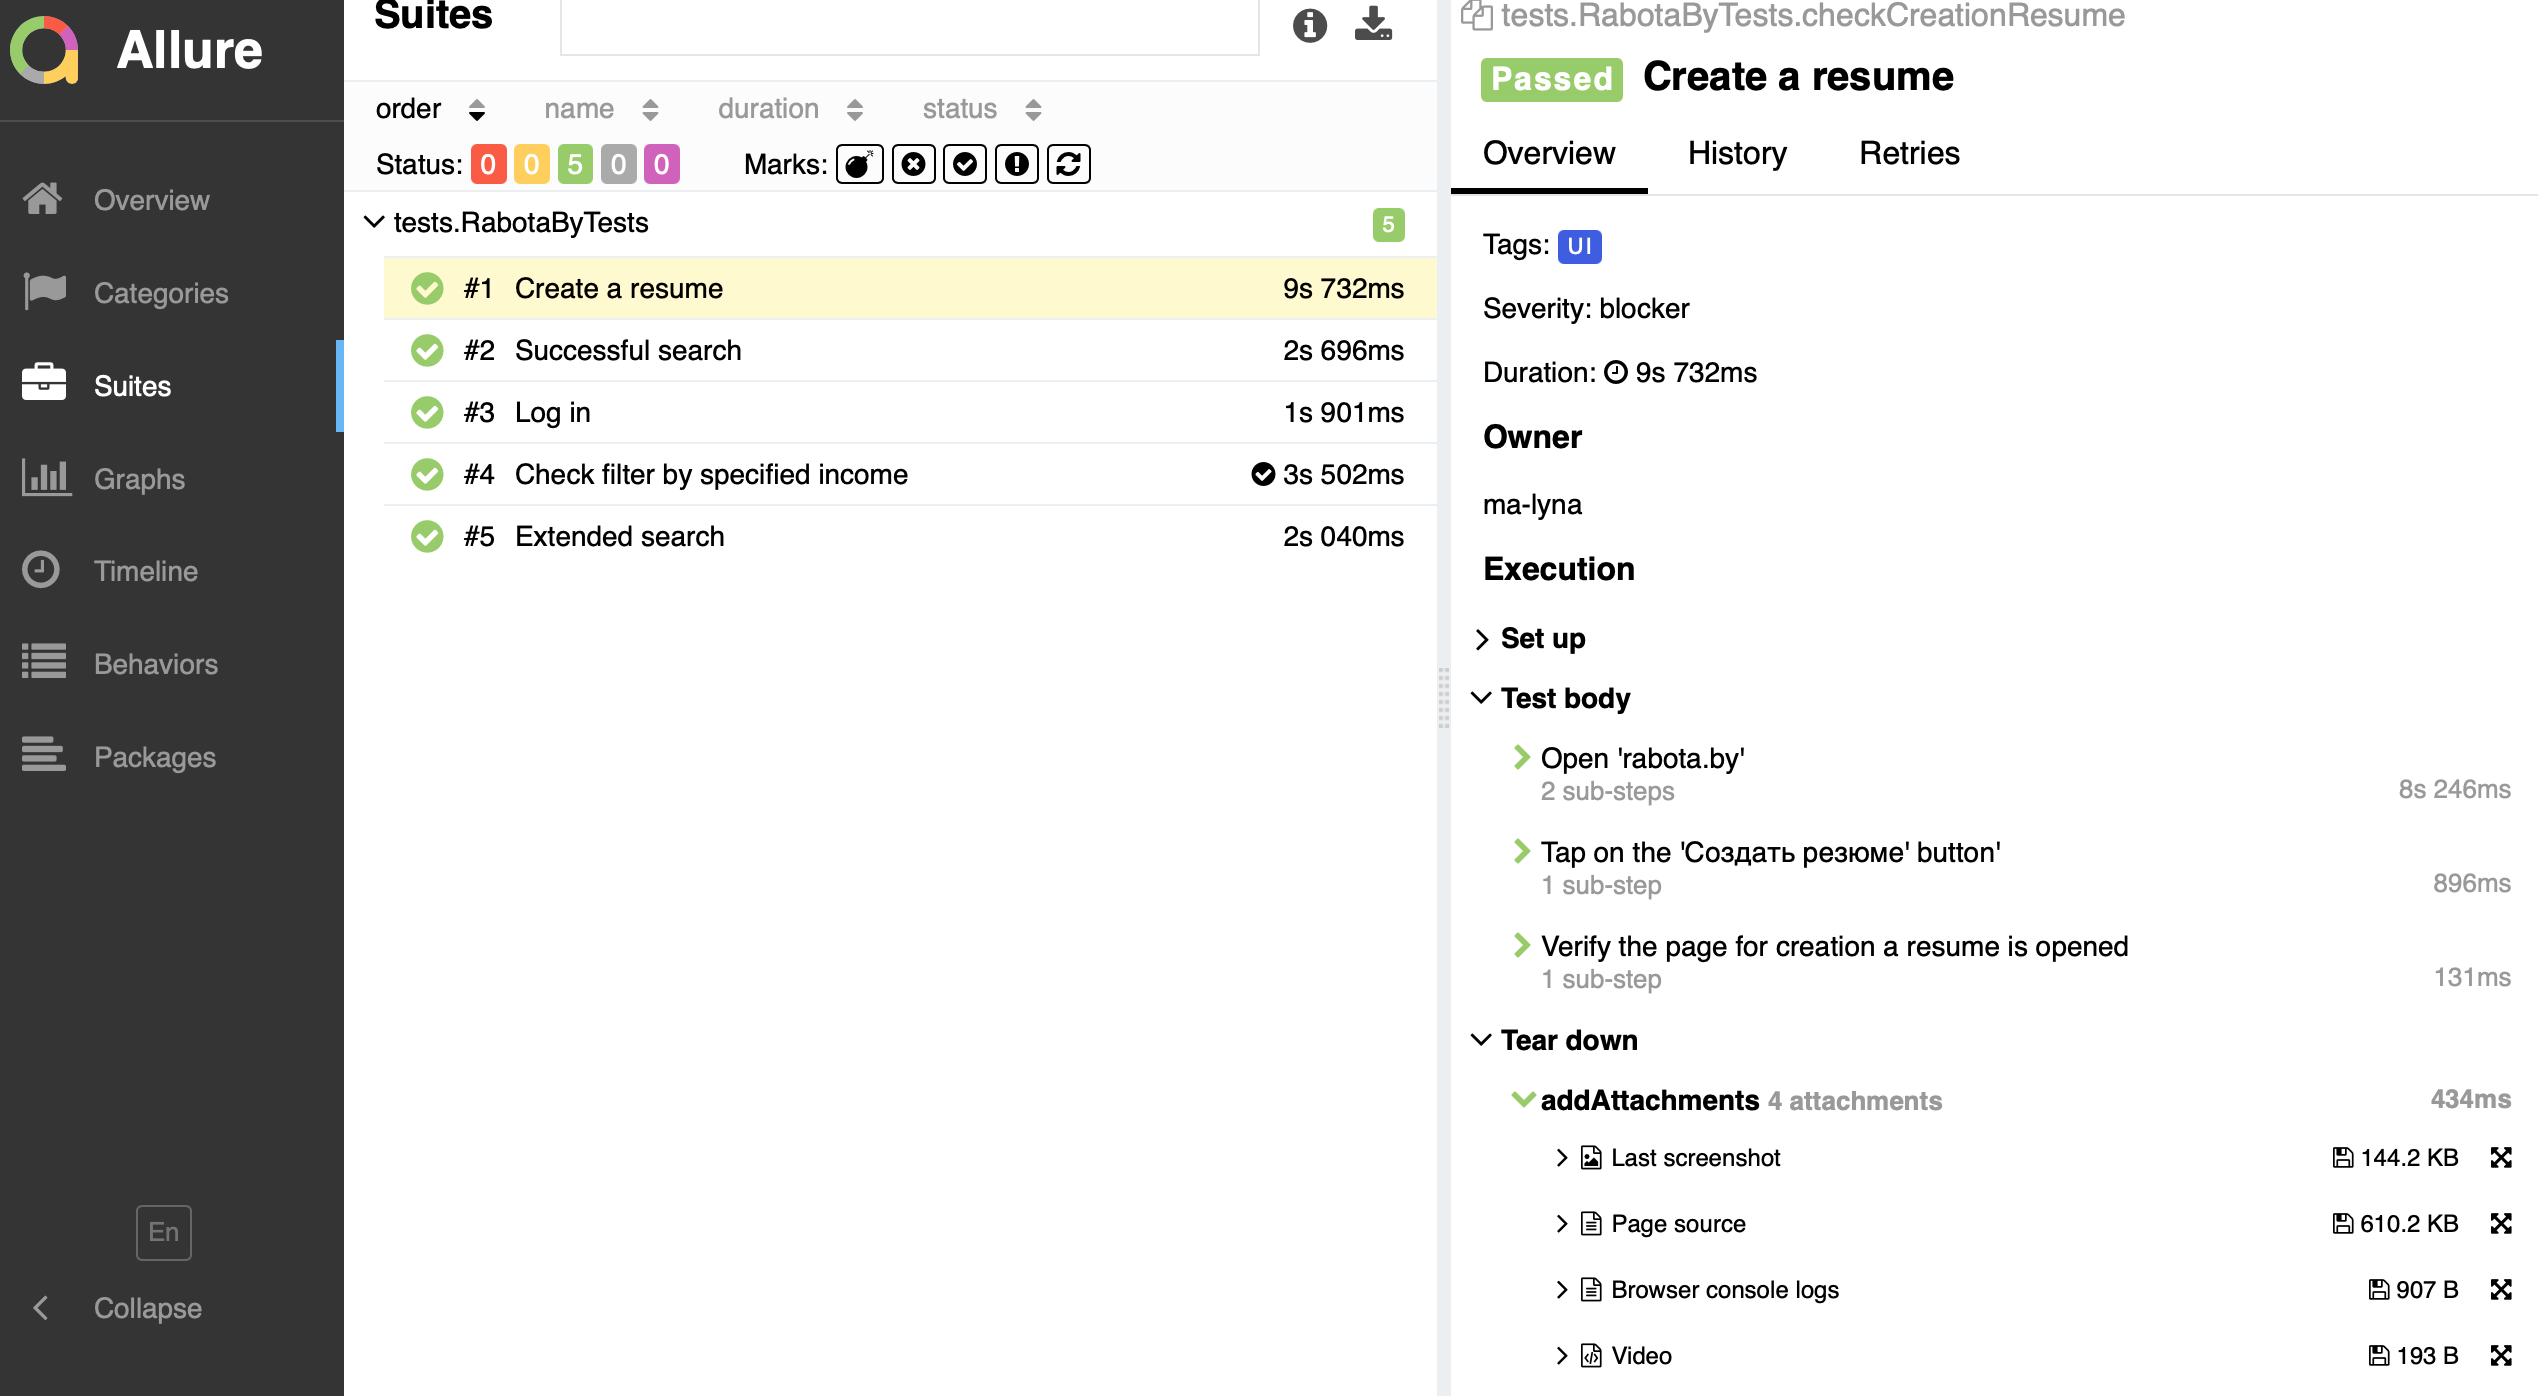 Allure
Overview
Categories
Suites
Graphs
Timeline
Behaviors
Packages
En
Collapse
Suites
order name duration status
Status: 0 0 5 0 0 Marks:
tests.RabotaByTests 5
#1 Create a resume 9s 732ms
#2 Successful search 2s 696ms
#3 Log in 1s 901ms
#4 Check filter by specified income 3s 502ms
#5 Extended search 2s 040ms
tests.RabotaByTests.checkCreationResume
Passed Create a resume
Overview History Retries
Tags: UI
Severity: blocker
Duration: 9s 732ms
Owner
ma-lyna
Execution
Set up
Test body
Open 'rabota.by'
2 sub-steps 8s 246ms
Tap on the 'Создать резюме' button'
1 sub-step 896ms
Verify the page for creation a resume is opened
1 sub-step 131ms
Tear down
addAttachments 4 attachments 434ms
Last screenshot 144.2 KB
Page source 610.2 KB
Browser console logs 907 B
Video 193 B